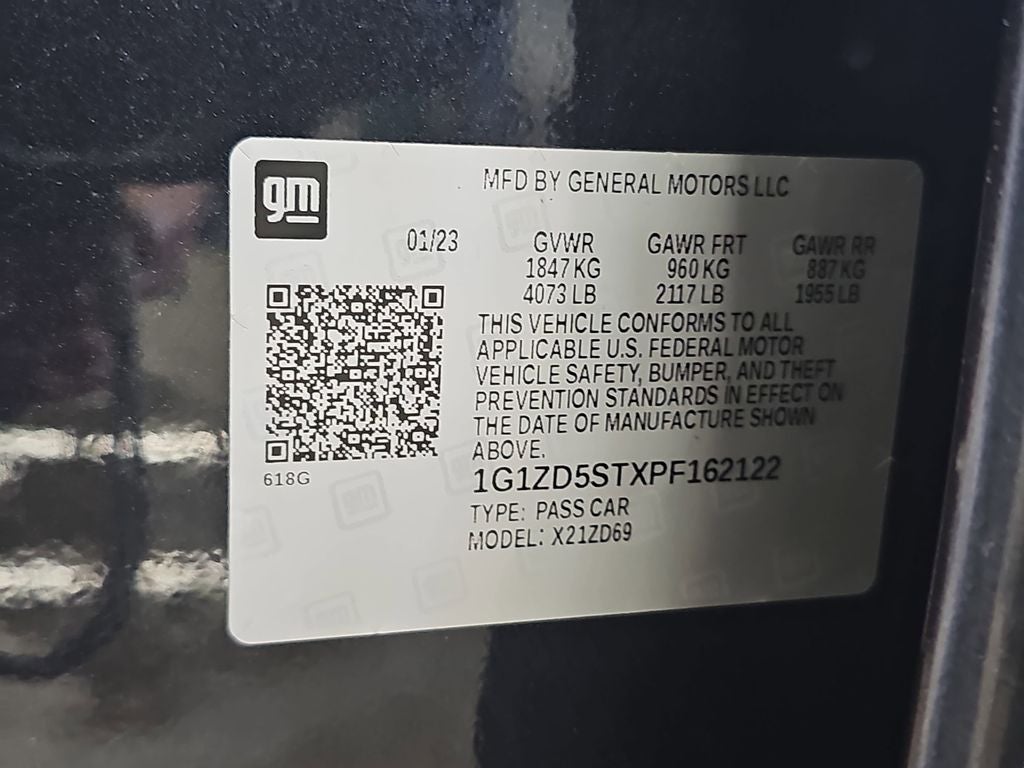 gm
MFD BY GENERAL MOTORS LLC
01/23 GVWR GAWR FRT GAWR RR
1847 KG 960 KG 887 KG
4073 LB 2117 LB 1955 LB
THIS VEHICLE CONFORMS TO ALL
APPLICABLE U.S. FEDERAL MOTOR
VEHICLE SAFETY, BUMPER, AND THEFT
PREVENTION STANDARDS IN EFFECT ON
THE DATE OF MANUFACTURE SHOWN
ABOVE.
618G
1G1ZD5STXPF162122
TYPE: PASS CAR
MODEL: X21ZD69